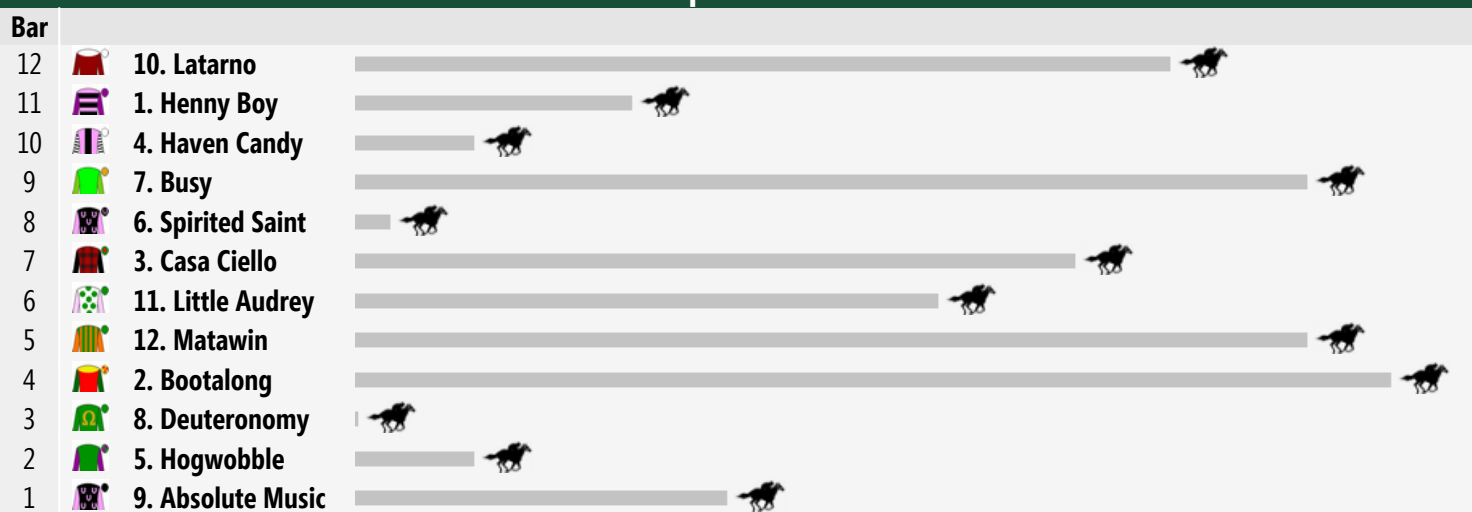 Bar
12 10. Latarno
11 1. Henny Boy
10 4. Haven Candy
9 7. Busy
8 6. Spirited Saint
7 3. Casa Ciello
6 11. Little Audrey
5 12. Matawin
4 2. Bootalong
3 8. Deuteronomy
2 5. Hogwobble
1 9. Absolute Music